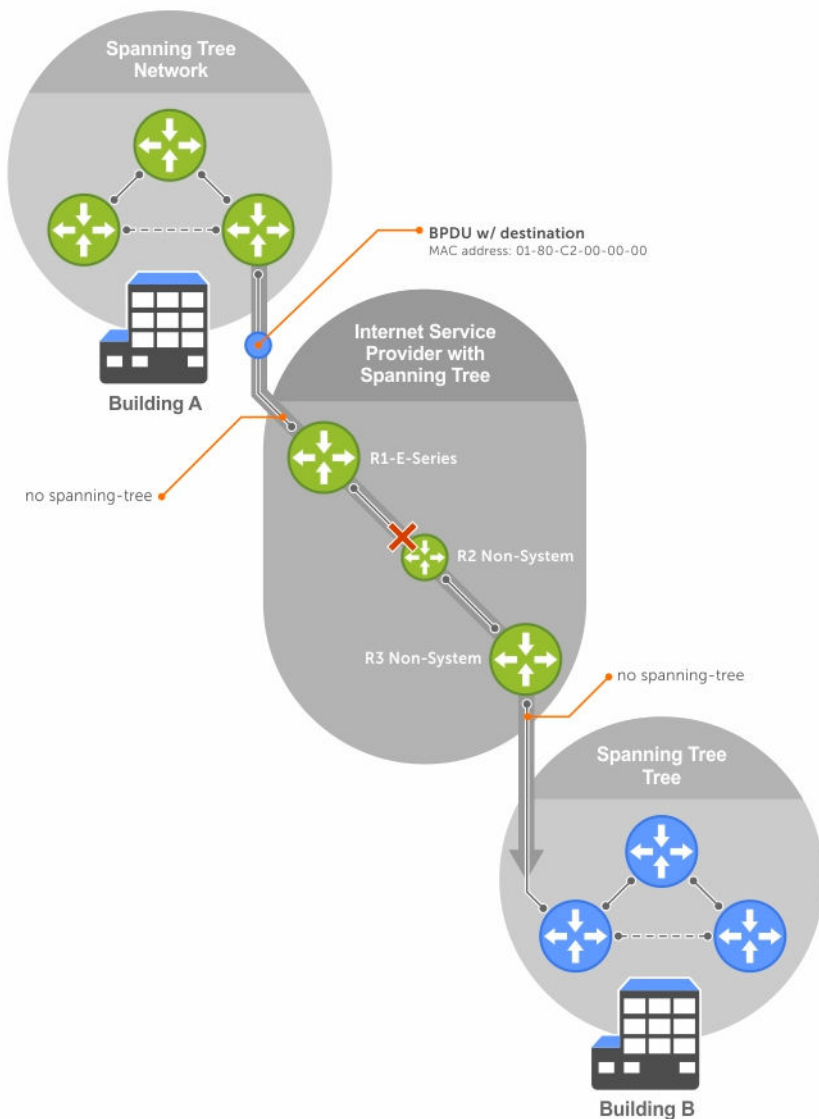 Spanning Tree
Network
BPDU w/ destination
MAC address: 01-80-C2-00-00-00
Building A
Internet Service
Provider with
Spanning Tree
R1-E-Series
no spanning-tree
R2 Non-System
R3 Non-System
no spanning-tree
Spanning Tree
Tree
Building B